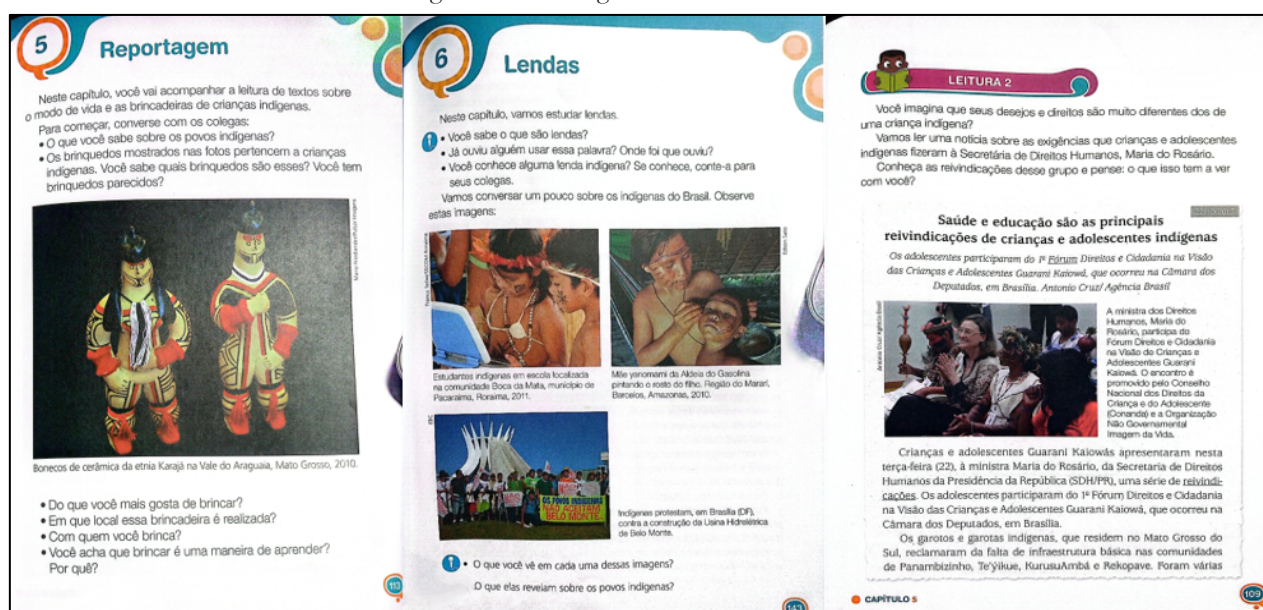 5
Reportagem
Neste capítulo, você vai acompanhar a leitura de textos sobre
o modo de vida e as brincadeiras de crianças indígenas.
Para começar, converse com os colegas:
• O que você sabe sobre os povos indígenas?
• Os brinquedos mostrados nas fotos pertencem a crianças
indígenas. Você sabe quais brinquedos são esses? Você tem
brinquedos parecidos?
Bonecos de cerâmica da etnia Karajá na Vale do Araguaia, Mato Grosso, 2010.
• Do que você mais gosta de brincar?
• Em que local essa brincadeira é realizada?
• Com quem você brinca?
• Você acha que brincar é uma maneira de aprender?
Por quê?
113
6
Lendas
Neste capítulo, vamos estudar lendas.
• Você sabe o que são lendas?
• Já ouviu alguém usar essa palavra? Onde foi que ouviu?
• Você conhece alguma lenda indígena? Se conhece, conte-a para
seus colegas.
Vamos conversar um pouco sobre os indígenas do Brasil. Observe
estas imagens:
Estudantes indígenas em escola localizada
na comunidade Boca da Mata, município de
Pacaraima, Roraima, 2011.
Mãe yanomami da Aldeia do Gasolina
pintando o rosto do filho. Região do Marari,
Barcelos, Amazonas, 2010.
OS POVOS INDÍGENAS
NÃO ACEITAM
BELO MONTE
Indígenas protestam, em Brasília (DF),
contra a construção da Usina Hidrelétrica
de Belo Monte.
• O que você vê em cada uma dessas imagens?
O que elas revelam sobre os povos indígenas?
143
LEITURA 2
Você imagina que seus desejos e direitos são muito diferentes dos de
uma criança indígena?
Vamos ler uma notícia sobre as exigências que crianças e adolescentes
indígenas fizeram à Secretária de Direitos Humanos, Maria do Rosário.
Conheça as reivindicações desse grupo e pense: o que isso tem a ver
com você?
Saúde e educação são as principais
reivindicações de crianças e adolescentes indígenas
Os adolescentes participaram do 1º Fórum Direitos e Cidadania na Visão
das Crianças e Adolescentes Guarani Kaiowá, que ocorreu na Câmara dos
Deputados, em Brasília. Antonio Cruz/ Agência Brasil
Antonio Cruz/Agência Brasil
A ministra dos Direitos
Humanos, Maria do
Rosário, participa do
Fórum Direitos e Cidadania
na Visão de Crianças e
Adolescentes Guarani
Kaiowá. O encontro é
promovido pelo Conselho
Nacional dos Direitos da
Criança e do Adolescente
(Conanda) e a Organização
Não Governamental
Imagem da Vida.
Crianças e adolescentes Guarani Kaiowás apresentaram nesta
terça-feira (22), à ministra Maria do Rosário, da Secretaria de Direitos
Humanos da Presidência da República (SDH/PR), uma série de reivindi-
cações. Os adolescentes participaram do 1º Fórum Direitos e Cidadania
na Visão das Crianças e Adolescentes Guarani Kaiowá, que ocorreu na
Câmara dos Deputados, em Brasília.
Os garotos e garotas indígenas, que residem no Mato Grosso do
Sul, reclamaram da falta de infraestrutura básica nas comunidades
de Panambizinho, Te'ýikue, KurusuAmbá e Rekopave. Foram várias
CAPÍTULO 5
109